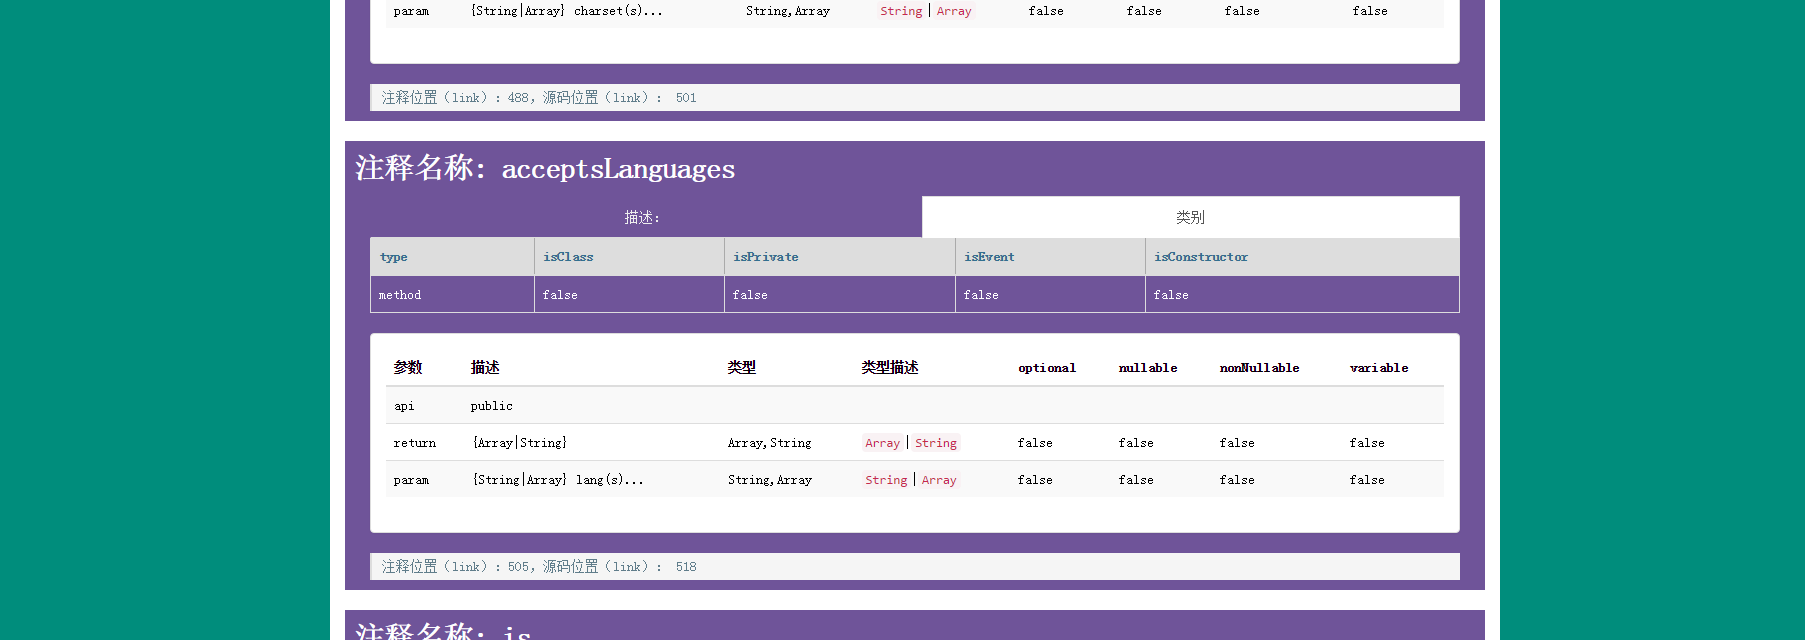 param {String|Array} charset(s)... String,Array String | Array false false false false
注释位置（link）: 488, 源码位置（link）: 501
注释名称: acceptsLanguages
描述: 类别
type isClass isPrivate isEvent isConstructor
method false false false false
参数 描述 类型 类型描述 optional nullable nonNullable variable
api public
return {Array|String} Array,String Array | String false false false false
param {String|Array} lang(s)... String,Array String | Array false false false false
注释位置（link）: 505, 源码位置（link）: 518
注释名称: is